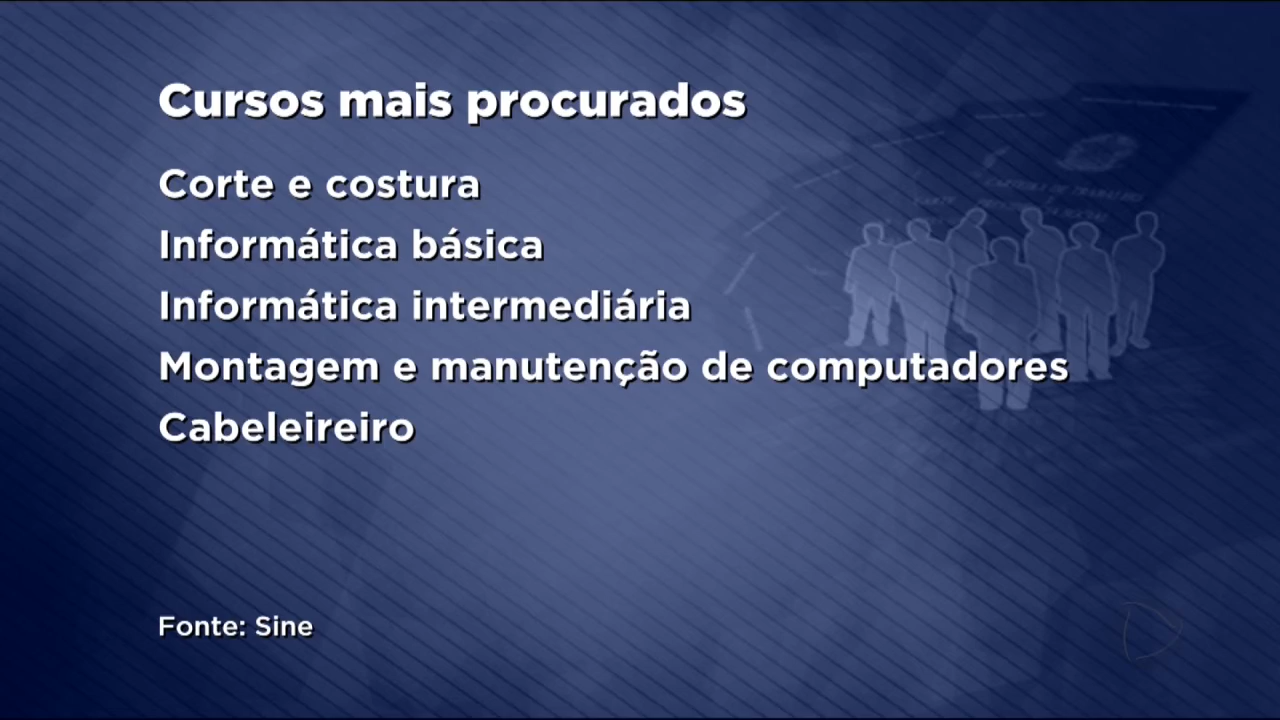 Cursos mais procurados
Corte e costura
Informática básica
Informática intermediária
Montagem e manutenção de computadores
Cabeleireiro
Fonte: Sine